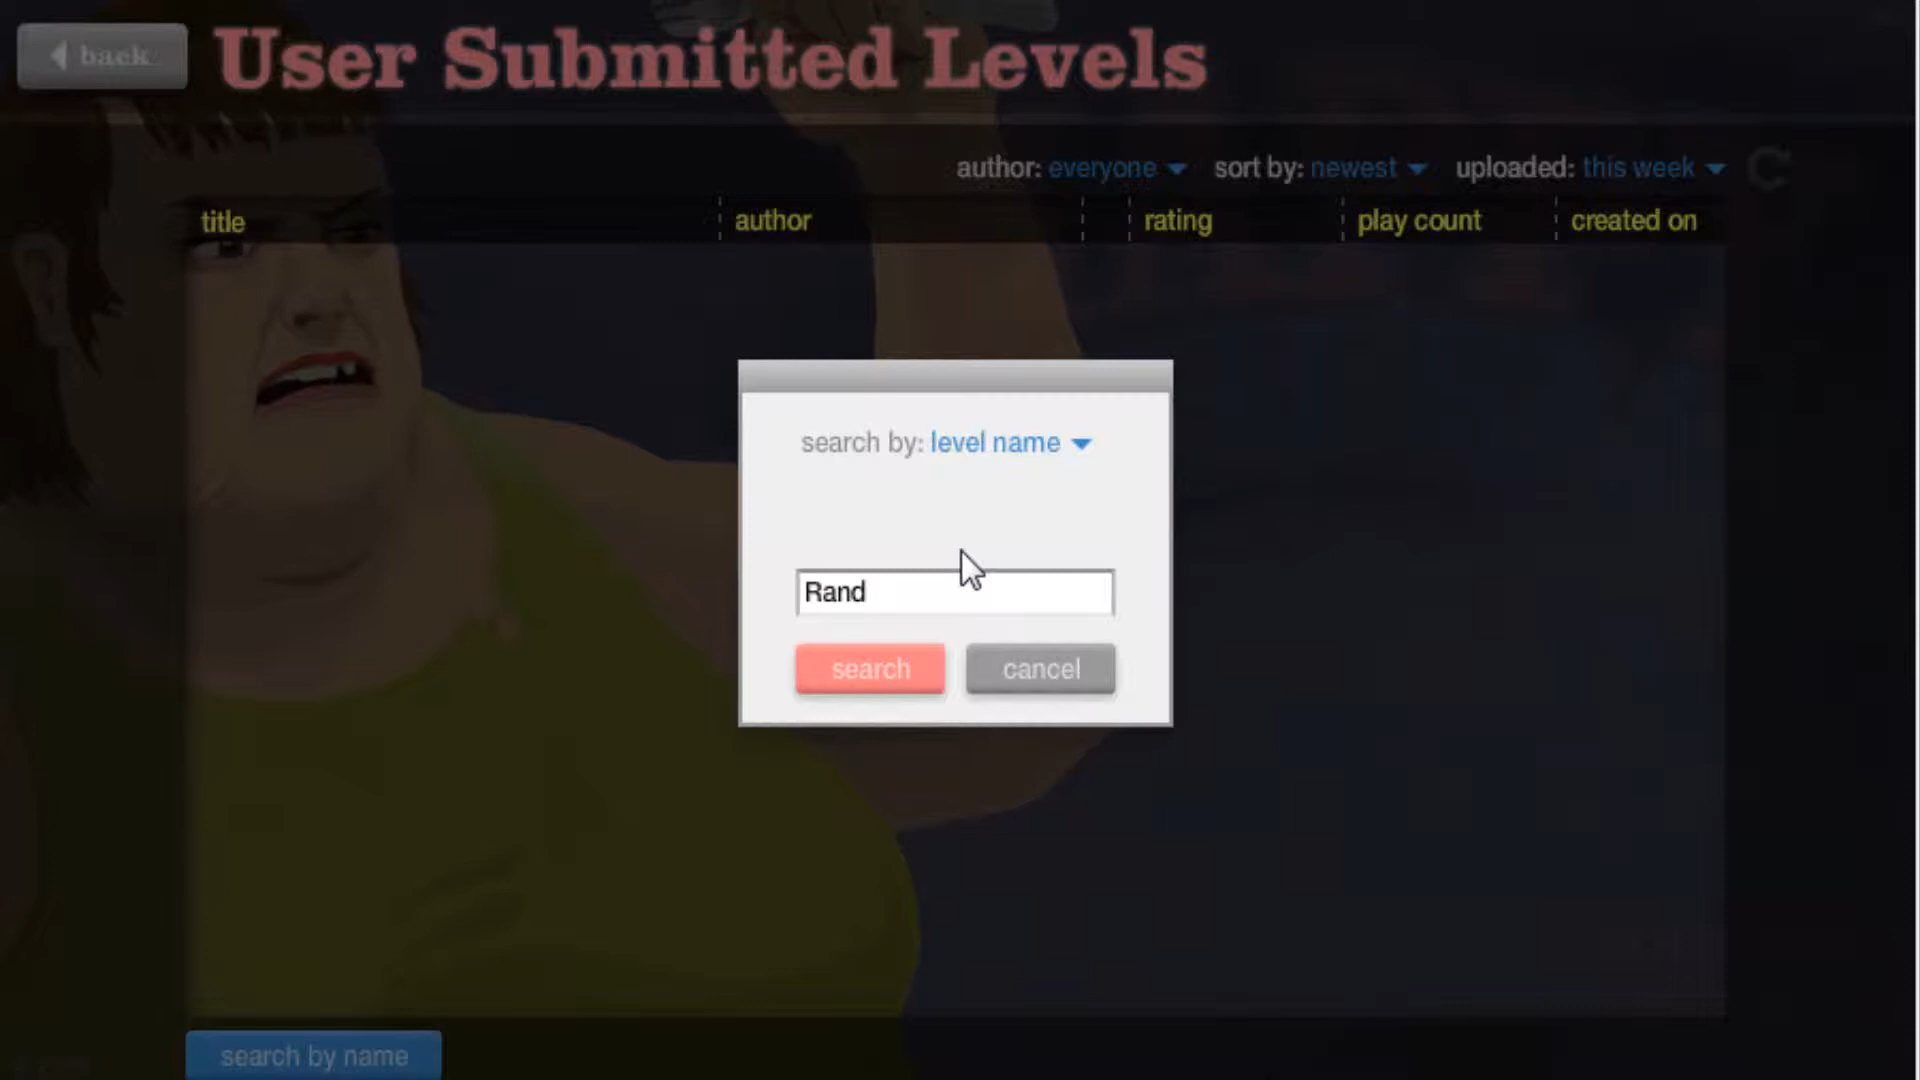 back
User Submitted Levels
author: everyone sort by: newest uploaded: this week
title author rating play count created on
search by: level name
Rand
search cancel
search by name